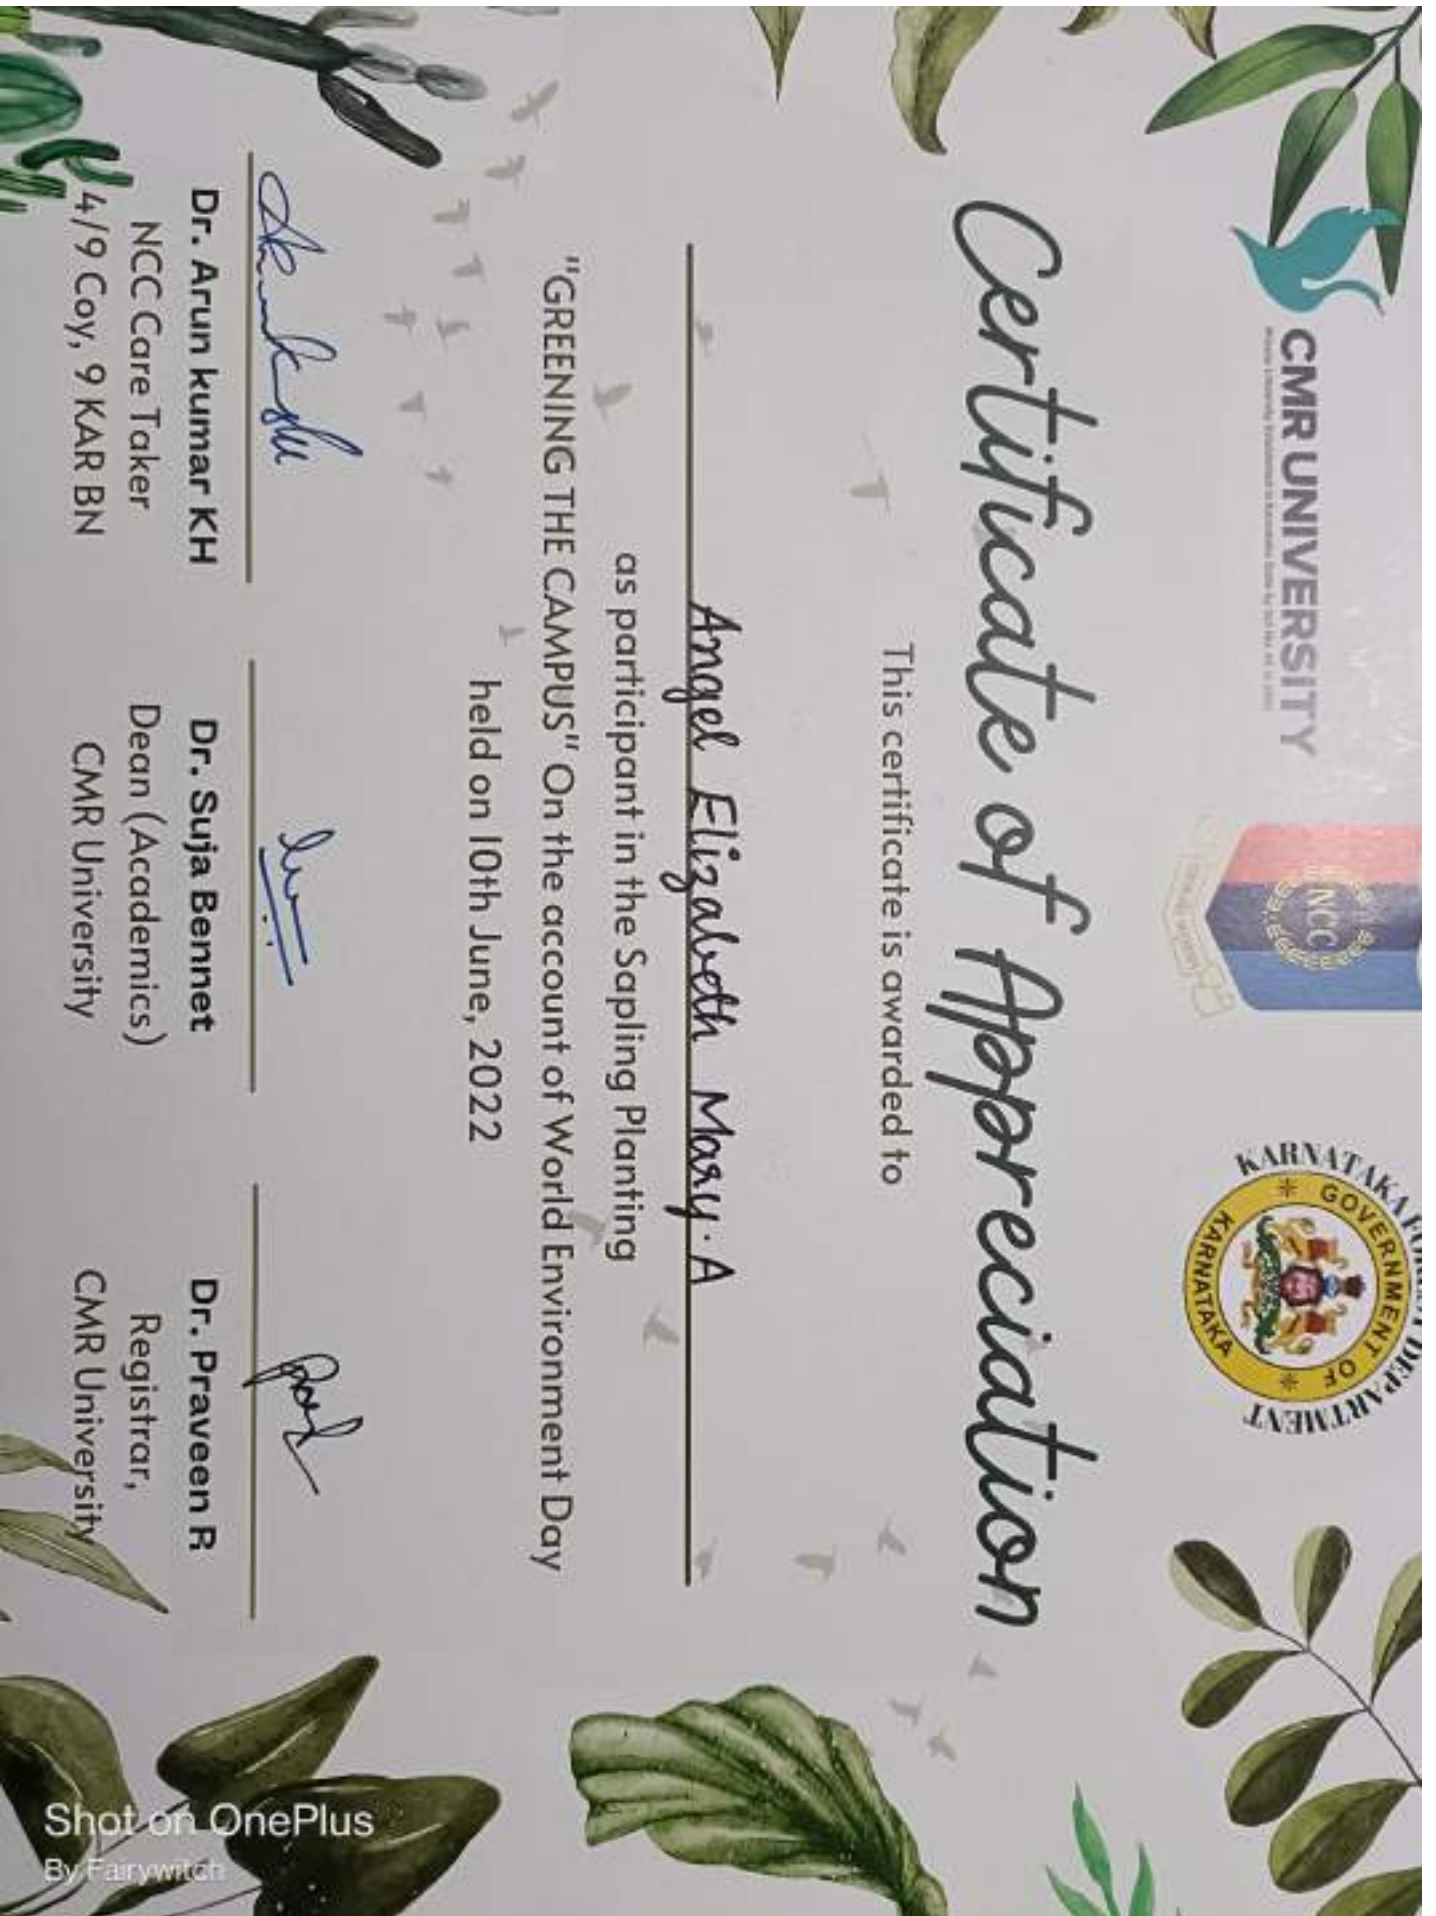 CMR UNIVERSITY
NCC
KARNATAKA FOREST DEPARTMENT
GOVERNMENT OF
KARNATAKA
Certificate of Appreciation
This certificate is awarded to
Angel Elizabeth Mary. A
as participant in the Sapling Planting
"GREENING THE CAMPUS" On the account of World Environment Day
held on 10th June, 2022
Dr. Arun kumar KH
NCC Care Taker
4/9 Coy, 9 KAR BN
Dr. Suja Bennet
Dean (Academics)
CMR University
Dr. Praveen R
Registrar,
CMR University
Shot on OnePlus
By Fairywitch